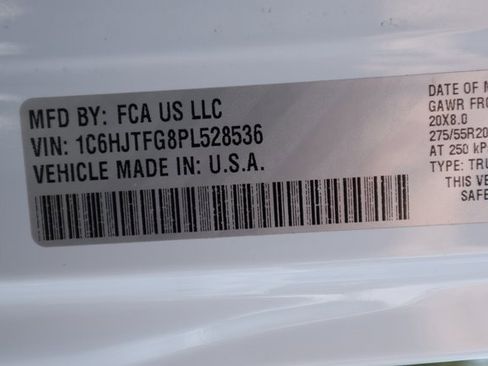 MFD BY: FCA US LLC
VIN: 1C6HJTFG8PL528536
VEHICLE MADE IN: U.S.A.
DATE OF
GAWR FRO
20X8.0
275/55R20
AT 250 kP
TYPE: TRU
THIS VE
SAFE